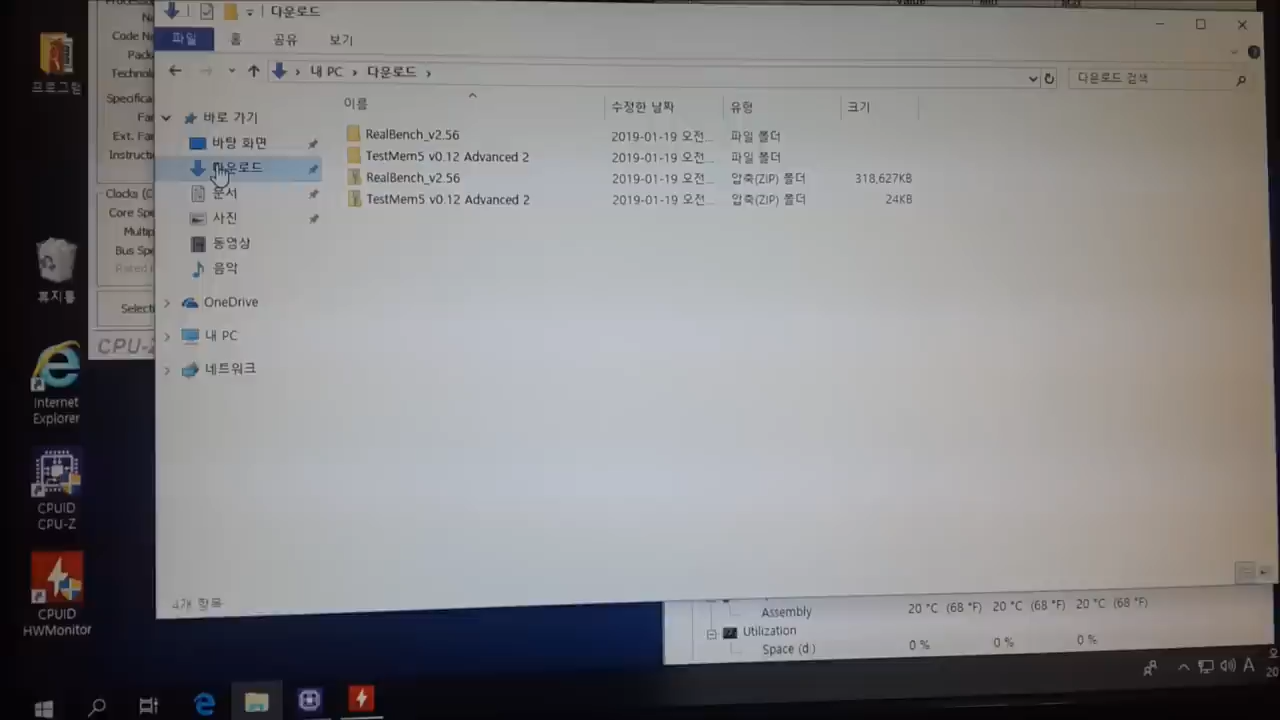 다운로드
파일 홈 공유 보기
내 PC 다운로드
다운로드 검색
이름 수정한 날짜 유형 크기
RealBench_v2.56 2019-01-19 오전... 파일 폴더
TestMem5 v0.12 Advanced 2 2019-01-19 오전... 파일 폴더
RealBench_v2.56 2019-01-19 오전... 압축(ZIP) 폴더 318,627KB
TestMem5 v0.12 Advanced 2 2019-01-19 오전... 압축(ZIP) 폴더 24KB
바로 가기
바탕 화면
다운로드
문서
사진
동영상
음악
OneDrive
내 PC
네트워크
4개 항목
Code Na
Packa
Technol
Specifica
Fan
Ext. Fam
Instructio
Clocks (C
Core Spe
Multip
Bus Spe
Rated
Selecti
CPU-Z
프로그램
휴지통
Internet
Explorer
CPUID
CPU-Z
CPUID
HWMonitor
Assembly 20 °C (68 °F) 20 °C (68 °F) 20 °C (68 °F)
Utilization
Space (d:) 0 % 0 % 0 %
A